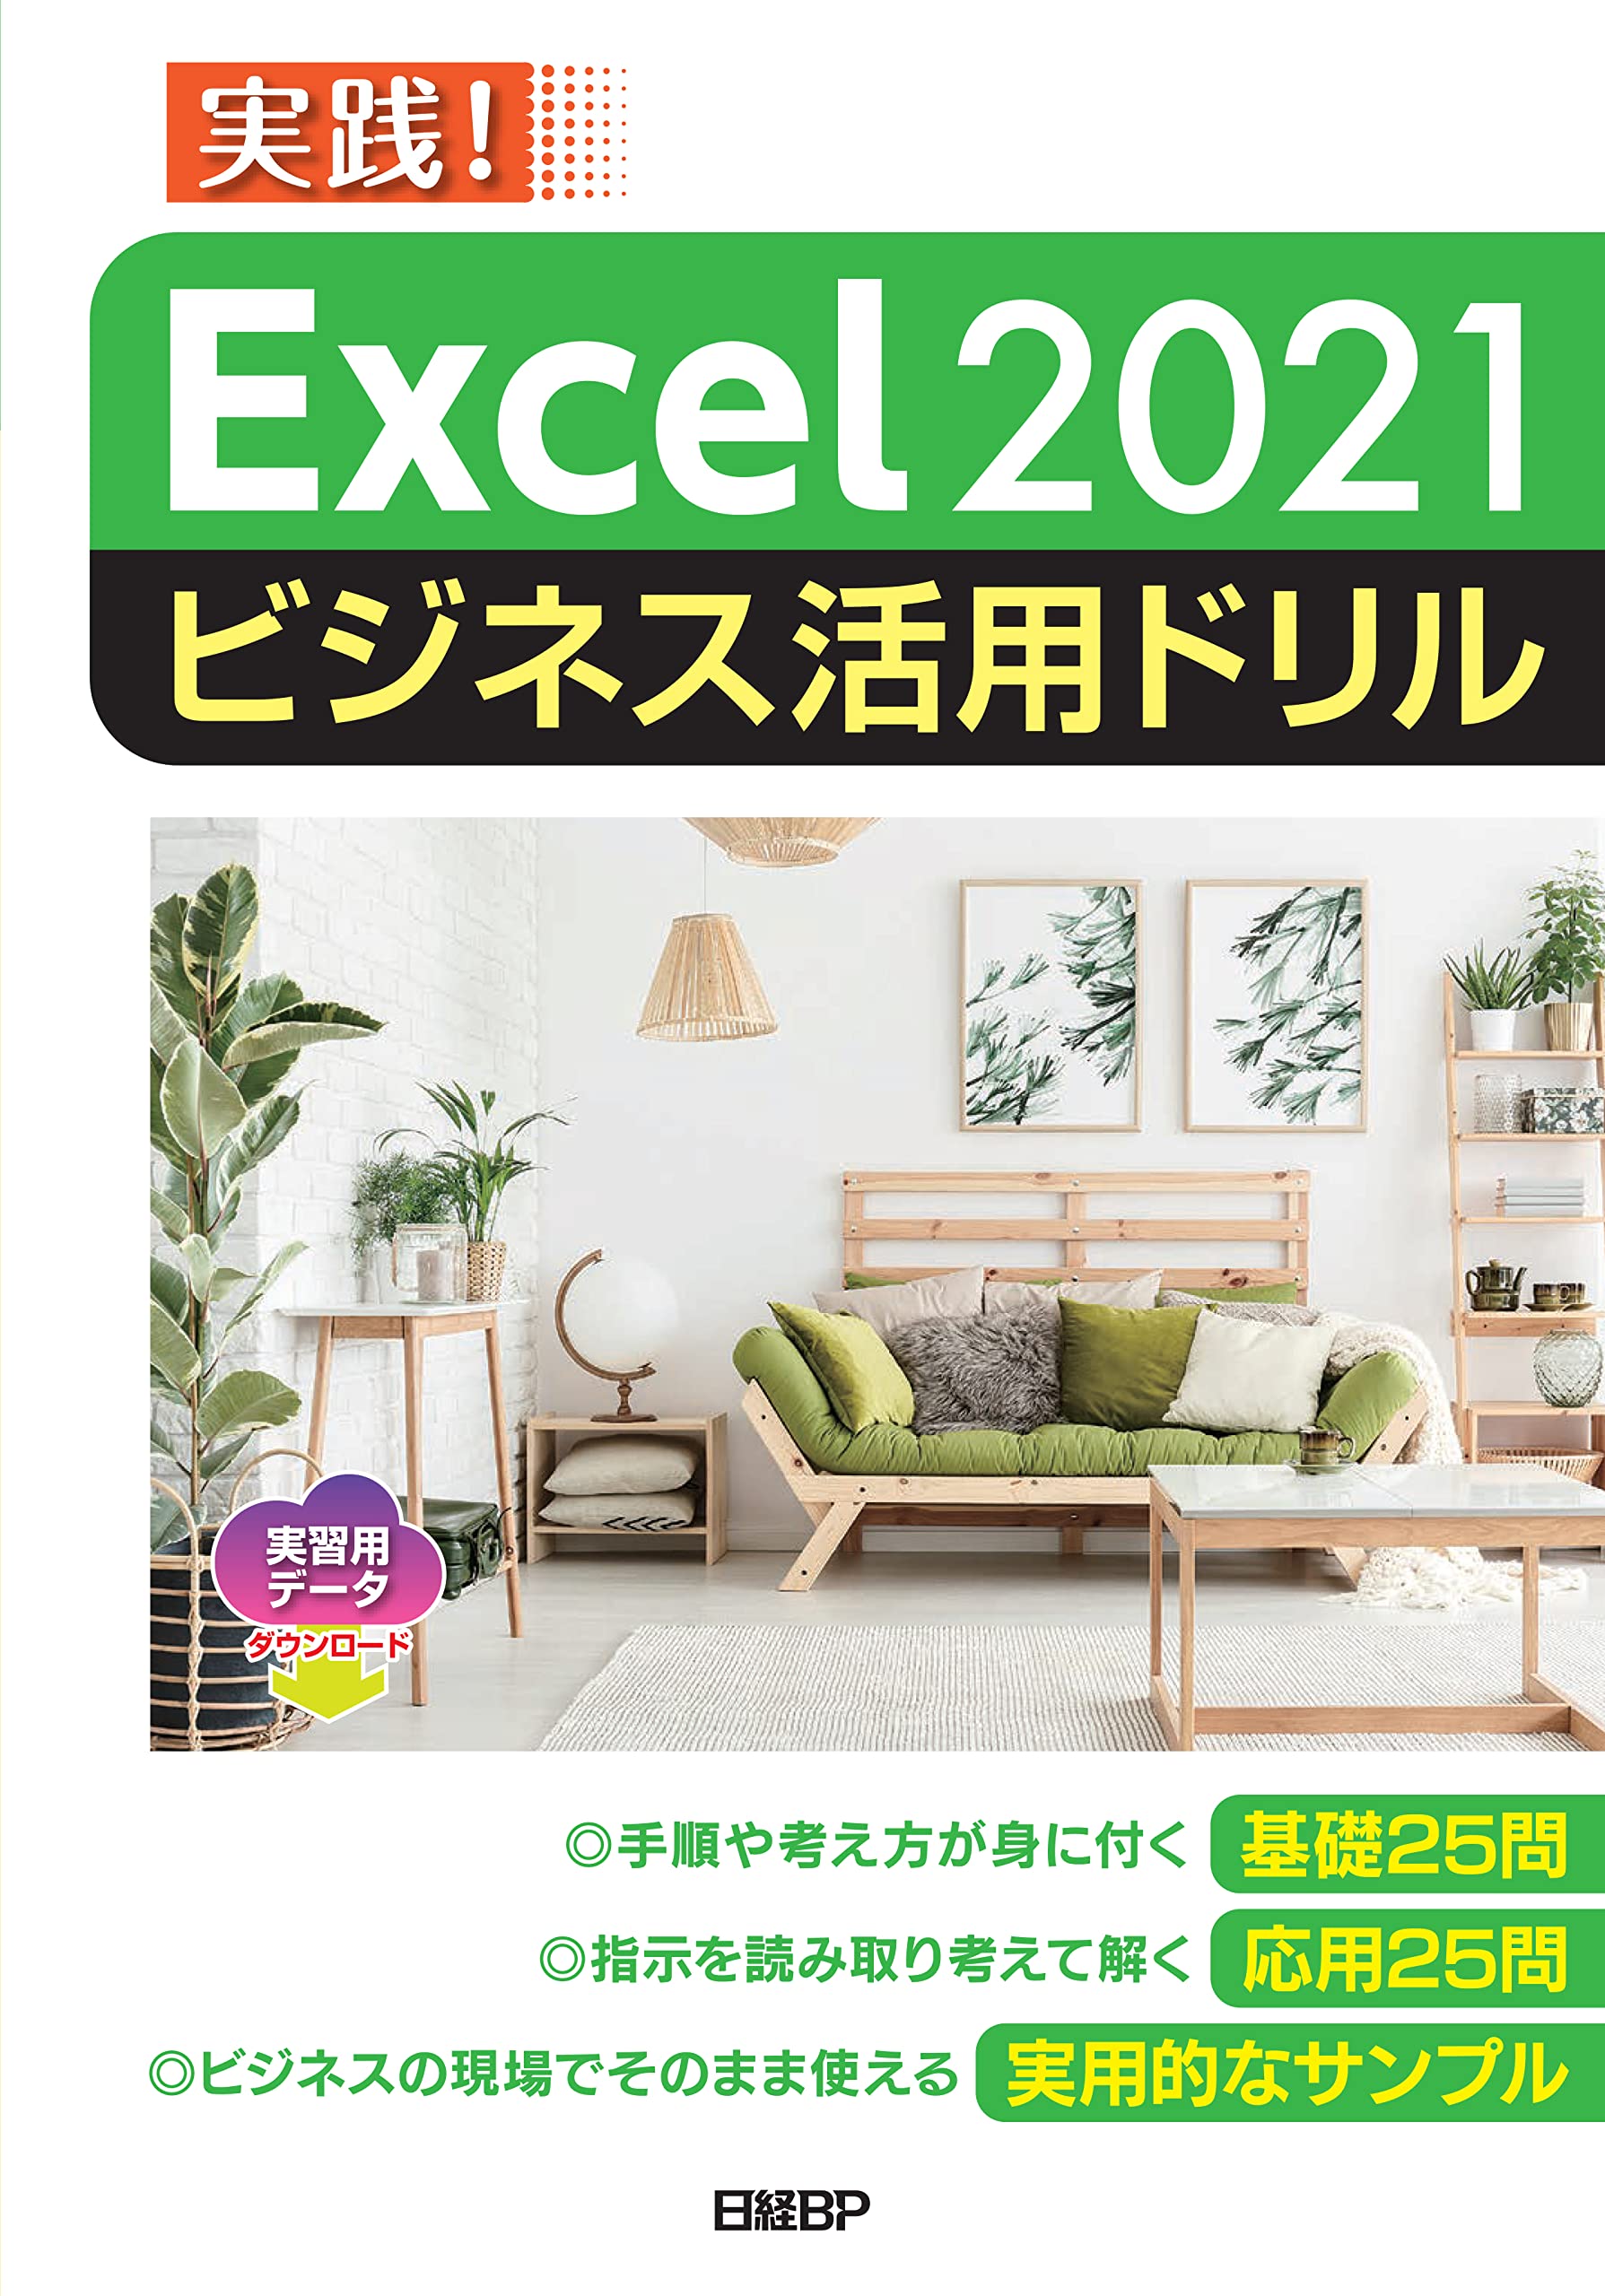 実践!
Excel 2021
ビジネス活用ドリル
実習用
データ
ダウンロード
◎手順や考え方が身に付く 基礎25問
◎指示を読み取り考えて解く 応用25問
◎ビジネスの現場でそのまま使える 実用的なサンプル
日経BP